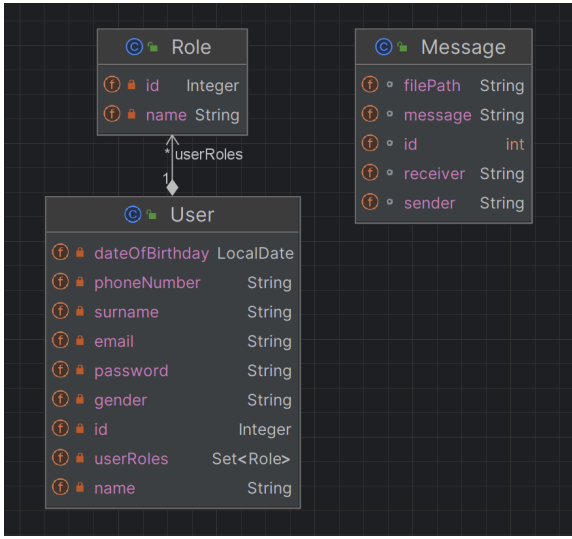 Role
id Integer
name String
* userRoles
1
User
dateOfBirthday LocalDate
phoneNumber String
surname String
email String
password String
gender String
id Integer
userRoles Set<Role>
name String
Message
filePath String
message String
id int
receiver String
sender String